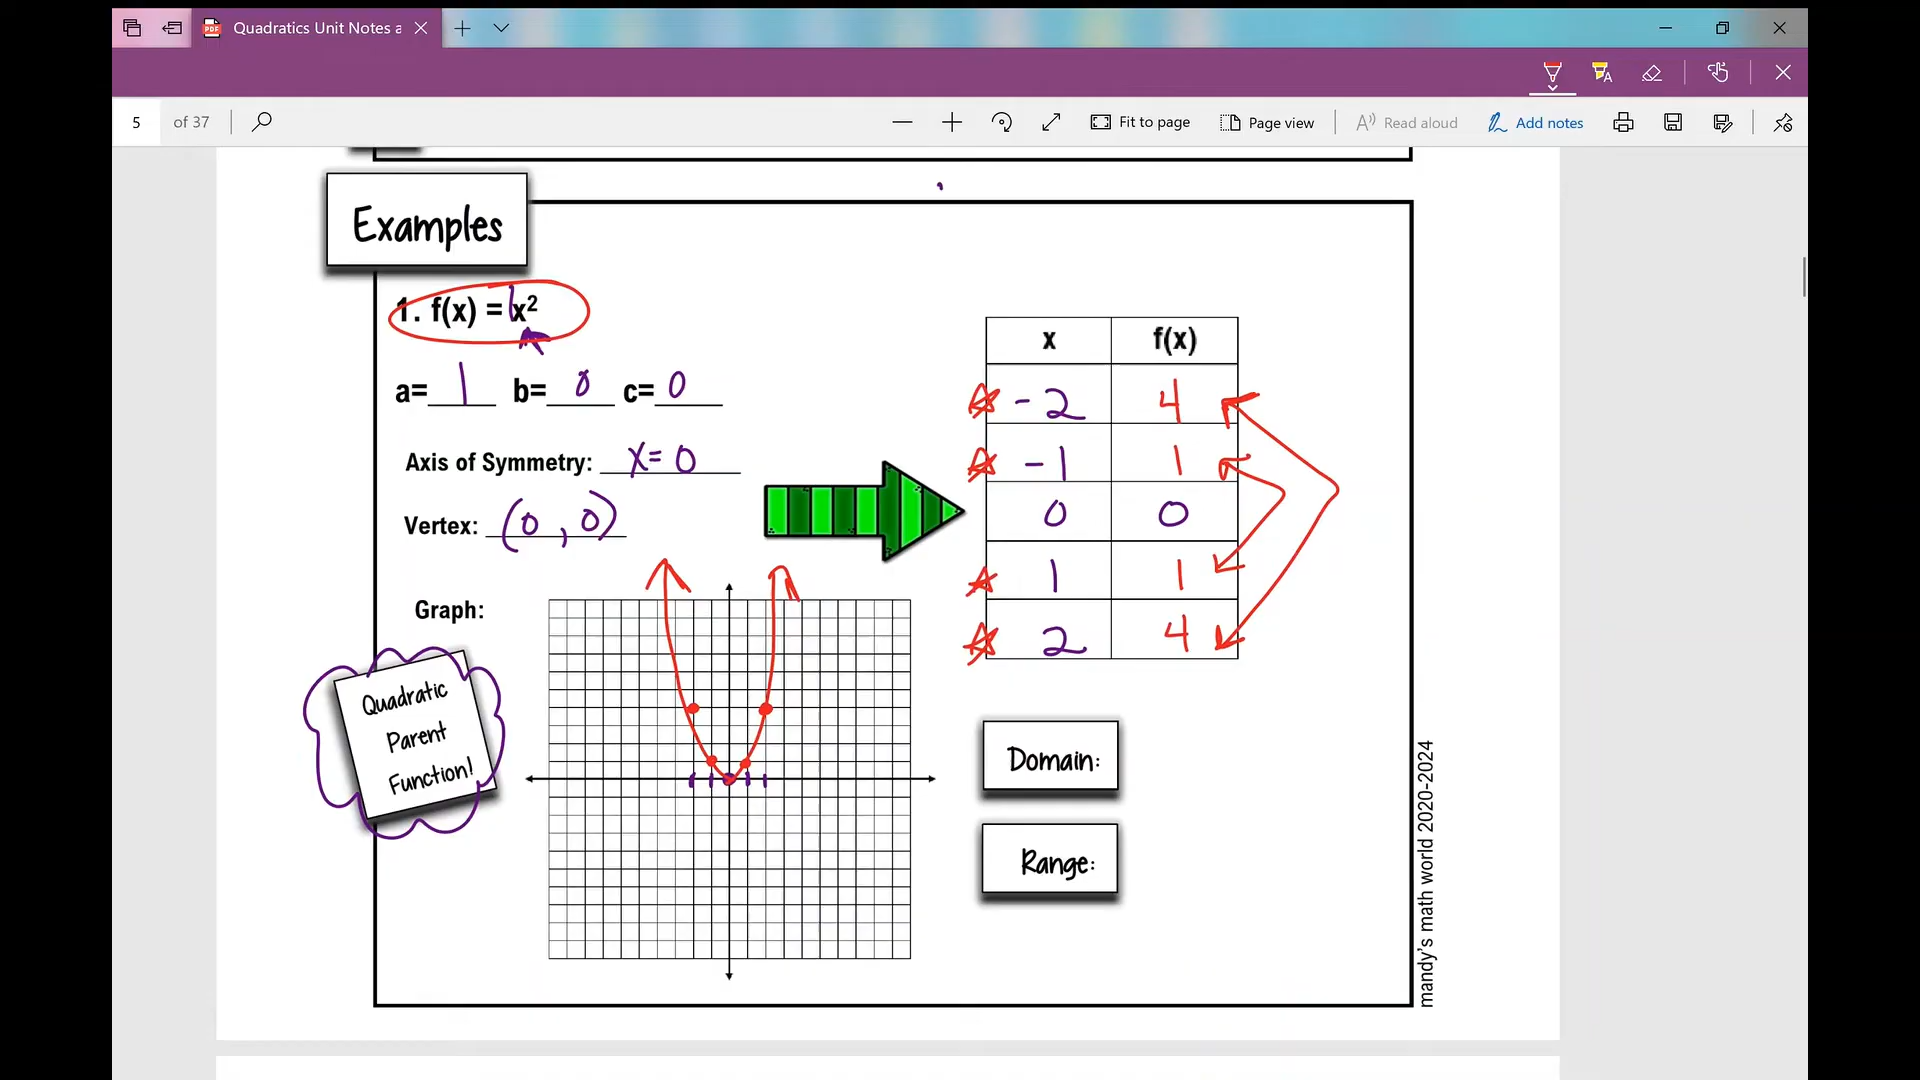 Quadratics Unit Notes a
5 of 37
Fit to page
Page view
Read aloud
Add notes
Examples
1. f(x) = 1x²
a= 1 b= 0 c= 0
Axis of Symmetry: x= 0
Vertex: (0, 0)
Graph:
Quadratic
Parent
Function!
x f(x)
-2 4
-1 1
0 0
1 1
2 4
Domain:
Range:
mandy's math world 2020-2024